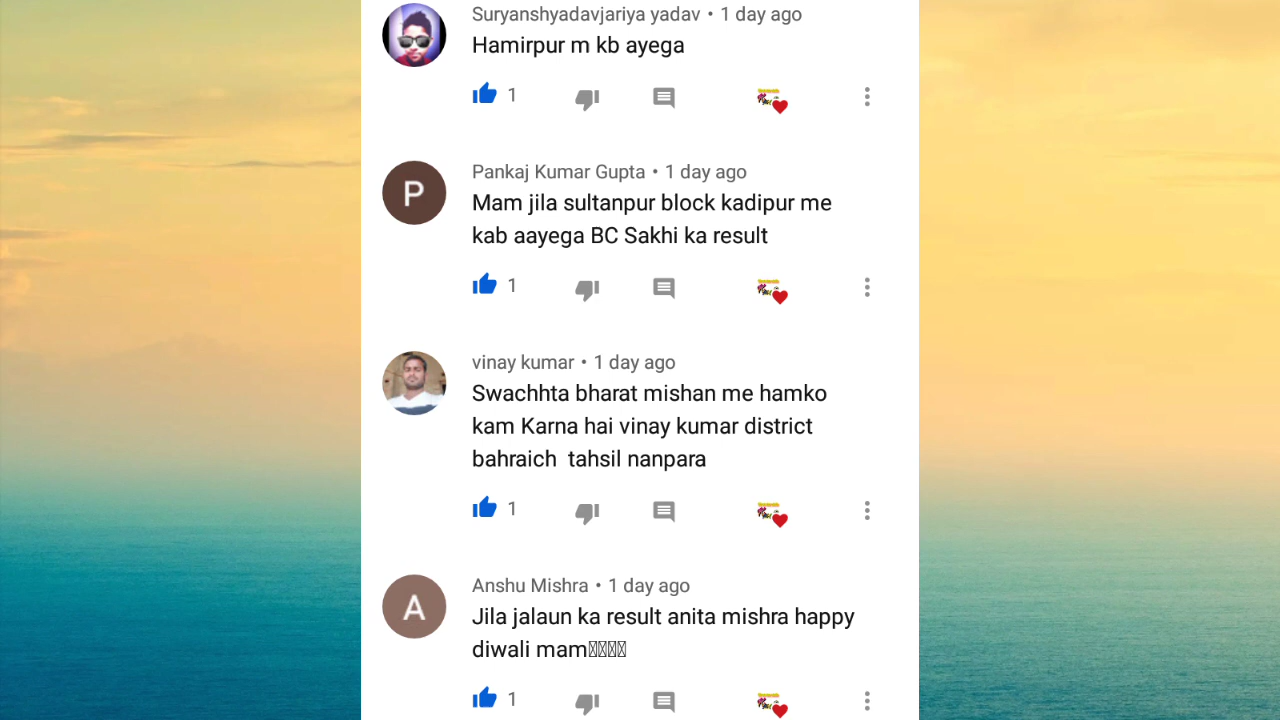 Suryanshyadavjariya yadav • 1 day ago
Hamirpur m kb ayega
1
P
Pankaj Kumar Gupta • 1 day ago
Mam jila sultanpur block kadipur me
kab aayega BC Sakhi ka result
1
vinay kumar • 1 day ago
Swachhta bharat mishan me hamko
kam Karna hai vinay kumar district
bahraich  tahsil nanpara
1
A
Anshu Mishra • 1 day ago
Jila jalaun ka result anita mishra happy
diwali mam
1